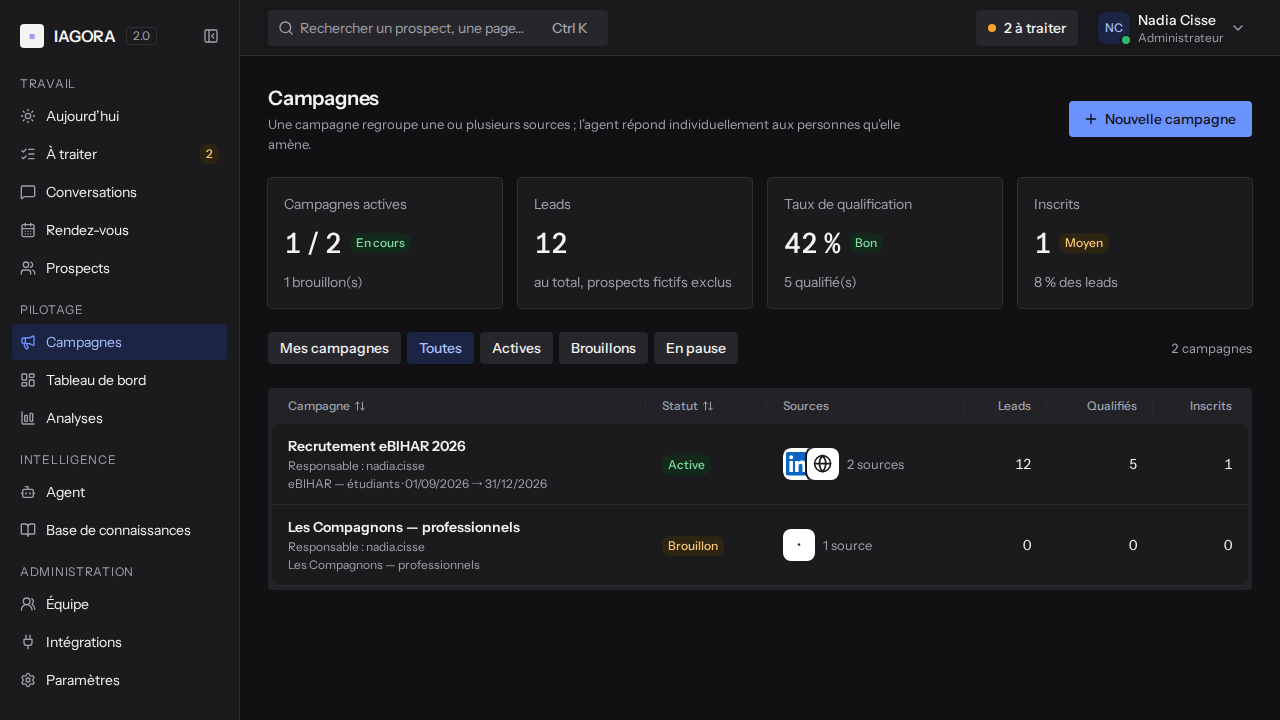 IAGORA 2.0
Rechercher un prospect, une page... Ctrl K
2 à traiter
NC
Nadia Cisse
Administrateur
TRAVAIL
Aujourd'hui
À traiter 2
Conversations
Rendez-vous
Prospects
PILOTAGE
Campagnes
Tableau de bord
Analyses
INTELLIGENCE
Agent
Base de connaissances
ADMINISTRATION
Équipe
Intégrations
Paramètres
Campagnes
Une campagne regroupe une ou plusieurs sources ; l'agent répond individuellement aux personnes qu'elle
amène.
Nouvelle campagne
Campagnes actives
1 / 2 En cours
1 brouillon(s)
Leads
12
au total, prospects fictifs exclus
Taux de qualification
42 % Bon
5 qualifié(s)
Inscrits
1 Moyen
8 % des leads
Mes campagnes Toutes Actives Brouillons En pause 2 campagnes
Campagne Statut Sources Leads Qualifiés Inscrits
Recrutement eBIHAR 2026
Responsable : nadia.cisse
eBIHAR — étudiants · 01/09/2026 → 31/12/2026
Active in 2 sources 12 5 1
Les Compagnons — professionnels
Responsable : nadia.cisse
Les Compagnons — professionnels
Brouillon · 1 source 0 0 0